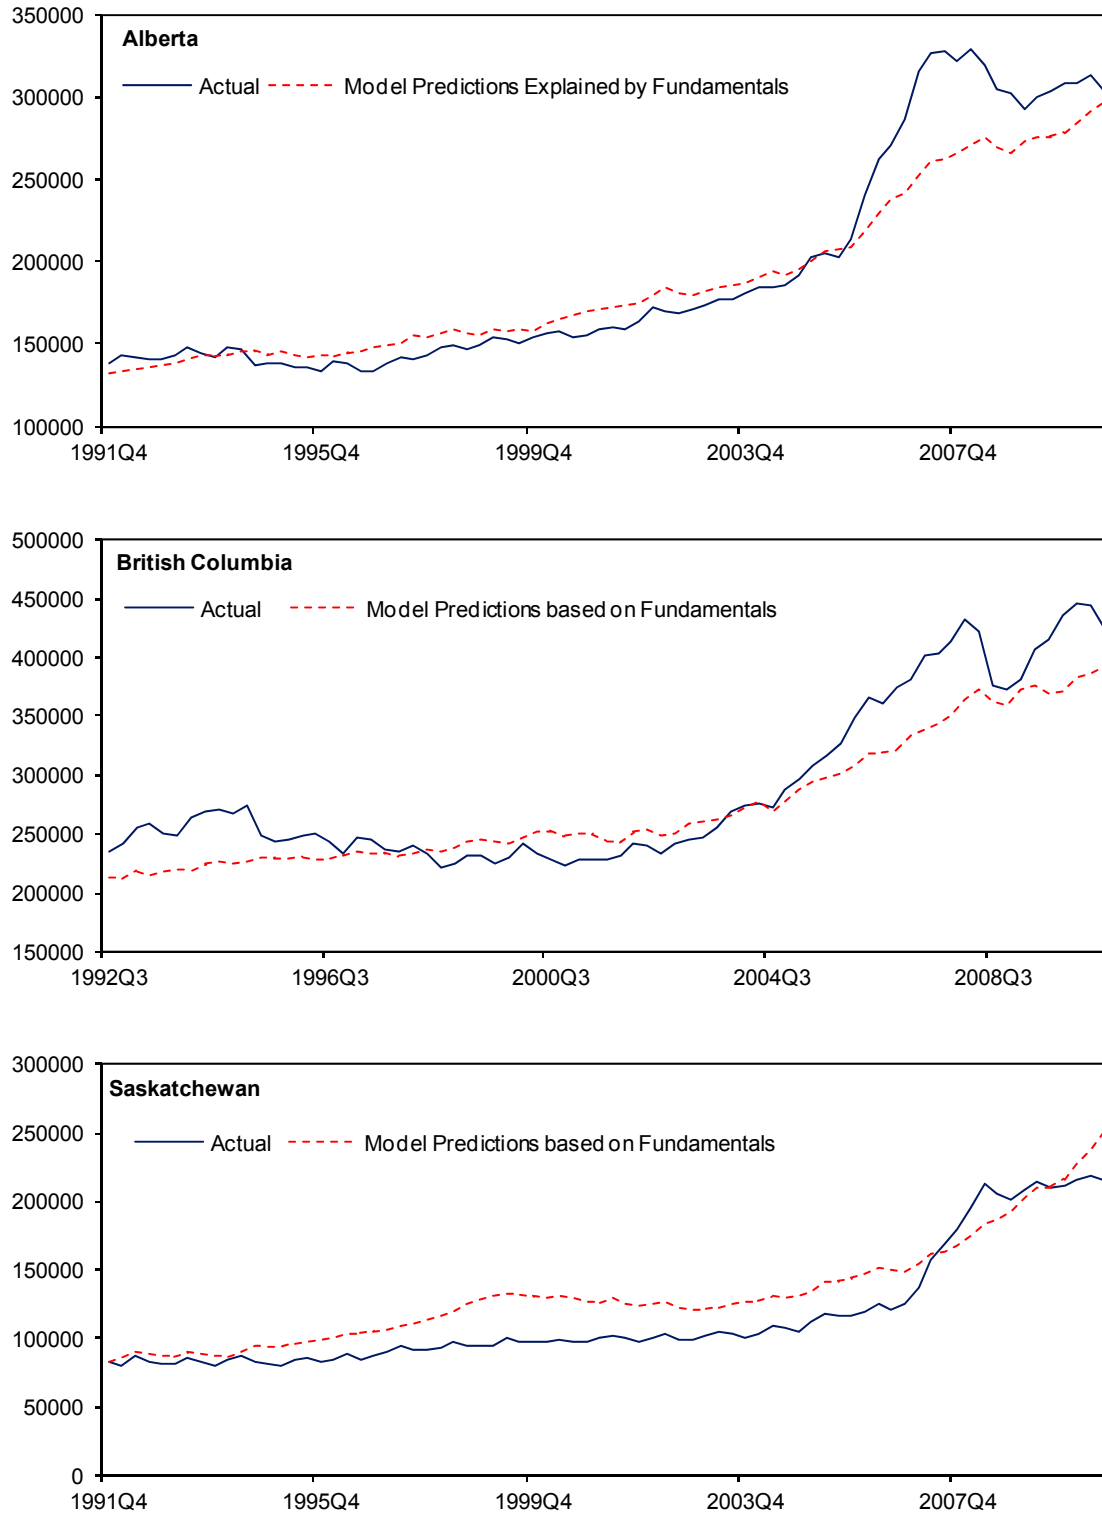 350000
Alberta
Actual Model Predictions Explained by Fundamentals
300000
250000
200000
150000
100000
1991Q4 1995Q4 1999Q4 2003Q4 2007Q4
500000
British Columbia
450000
Actual Model Predictions based on Fundamentals
400000
350000
300000
250000
200000
150000
1992Q3 1996Q3 2000Q3 2004Q3 2008Q3
300000
Saskatchewan
250000
Actual Model Predictions based on Fundamentals
200000
150000
100000
50000
0
1991Q4 1995Q4 1999Q4 2003Q4 2007Q4